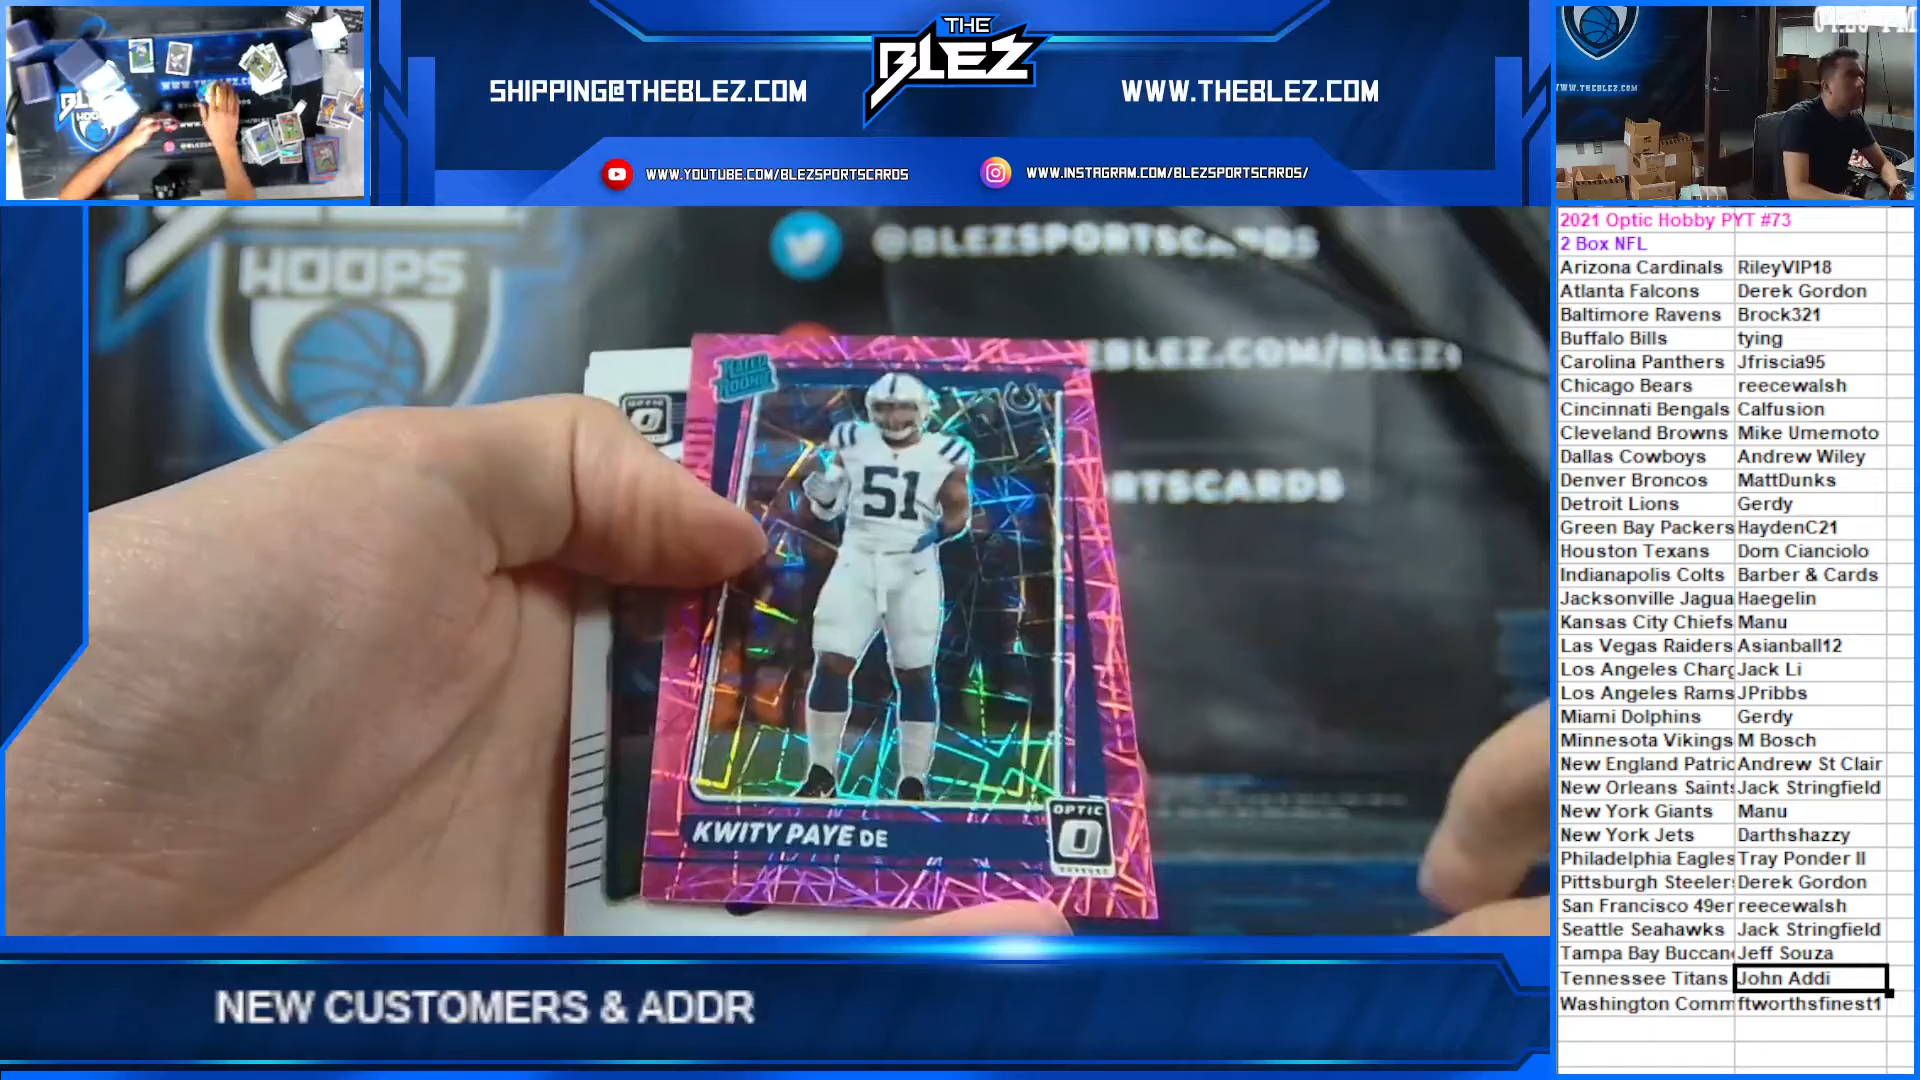 THE
BLEZ
SHIPPING@THEBLEZ.COM
WWW.THEBLEZ.COM
WWW.YOUTUBE.COM/BLEZSPORTSCARDS
WWW.INSTAGRAM.COM/BLEZSPORTSCARDS/
WWW.THEBLEZ.COM
HOOPS
@BLEZSPORTSCARDS
RATED
ROOKIE
51
KWITY PAYE DE
OPTIC
NEW CUSTOMERS & ADDR
2021 Optic Hobby PYT #73
2 Box NFL
Arizona Cardinals RileyVIP18
Atlanta Falcons Derek Gordon
Baltimore Ravens Brock321
Buffalo Bills tying
Carolina Panthers Jfriscia95
Chicago Bears reecewalsh
Cincinnati Bengals Calfusion
Cleveland Browns Mike Umemoto
Dallas Cowboys Andrew Wiley
Denver Broncos MattDunks
Detroit Lions Gerdy
Green Bay Packers HaydenC21
Houston Texans Dom Cianciolo
Indianapolis Colts Barber & Cards
Jacksonville Jagua Haegelin
Kansas City Chiefs Manu
Las Vegas Raiders Asianball12
Los Angeles Charg Jack Li
Los Angeles Rams JPribbs
Miami Dolphins Gerdy
Minnesota Vikings M Bosch
New England Patric Andrew St Clair
New Orleans Saints Jack Stringfield
New York Giants Manu
New York Jets Darthshazzy
Philadelphia Eagles Tray Ponder II
Pittsburgh Steelers Derek Gordon
San Francisco 49er reecewalsh
Seattle Seahawks Jack Stringfield
Tampa Bay Buccane Jeff Souza
Tennessee Titans John Addi
Washington Comm ftworthsfinest1